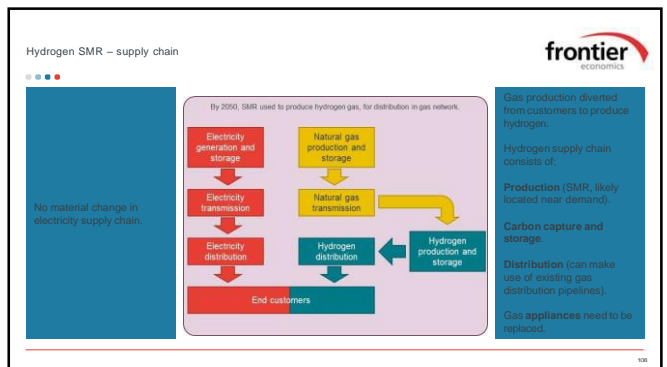 Hydrogen SMR – supply chain
frontier
economics
No material change in
electricity supply chain.
By 2050, SMR used to produce hydrogen gas, for distribution in gas network.
Electricity
generation and
storage
Natural gas
production and
storage
Electricity
transmission
Natural gas
transmission
Electricity
distribution
Hydrogen
distribution
Hydrogen
production and
storage
End customers
Gas production diverted
from customers to produce
hydrogen.
Hydrogen supply chain
consists of:
Production (SMR, likely
located near demand).
Carbon capture and
storage.
Distribution (can make
use of existing gas
distribution pipelines).
Gas appliances need to be
replaced.
106